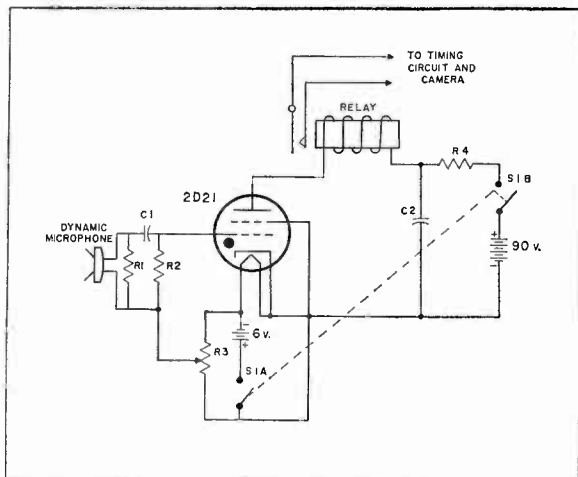 TO TIMING
CIRCUIT AND
CAMERA
RELAY
R4
S1B
2D21
C1
C2
DYNAMIC
MICROPHONE
R1
R2
+
90 v.
-
-
6 v.
+
R3
S1A